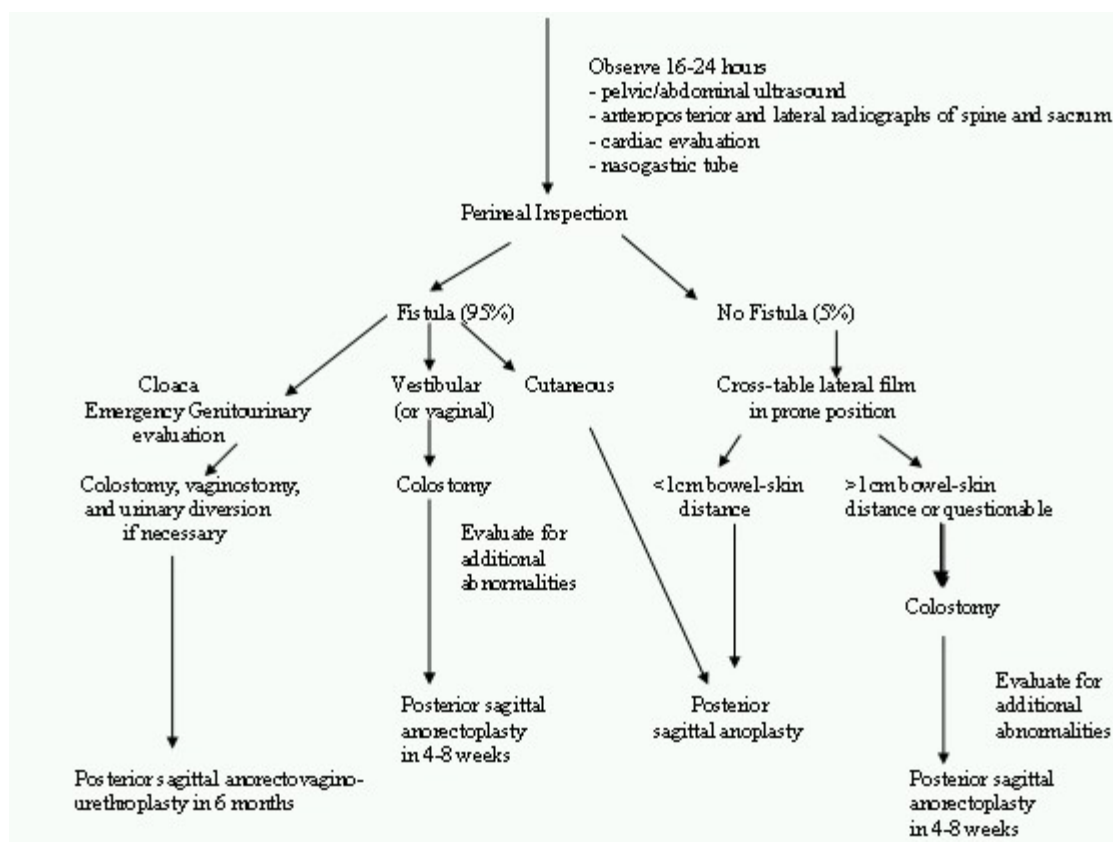 Observe 16-24 hours
- pelvic/abdominal ultrasound
- anteroposterior and lateral radiographs of spine and sacrum
- cardiac evaluation
- nasogastric tube
Perineal Inspection
Fistula (95%)
No Fistula (5%)
Cloaca
Emergency Genitourinary
evaluation
Vestibular
(or vaginal)
Cutaneous
Cross-table lateral film
in prone position
Colostomy, vaginostomy,
and urinary diversion
if necessary
Colostomy
<1cm bowel-skin
distance
>1cm bowel-skin
distance or questionable
Evaluate for
additional
abnormalities
Colostomy
Posterior sagittal
anorectoplasty
in 4-8 weeks
Posterior
sagittal anoplasty
Evaluate for
additional
abnormalities
Posterior sagittal anorectovagino-
urethroplasty in 6 months
Posterior sagittal
anorectoplasty
in 4-8 weeks